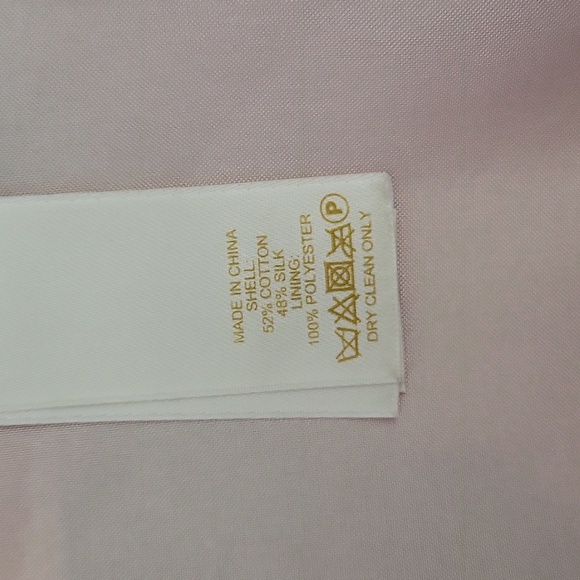 MADE IN CHINA
SHELL:
52% COTTON
48% SILK
LINING:
100% POLYESTER
P
DRY CLEAN ONLY